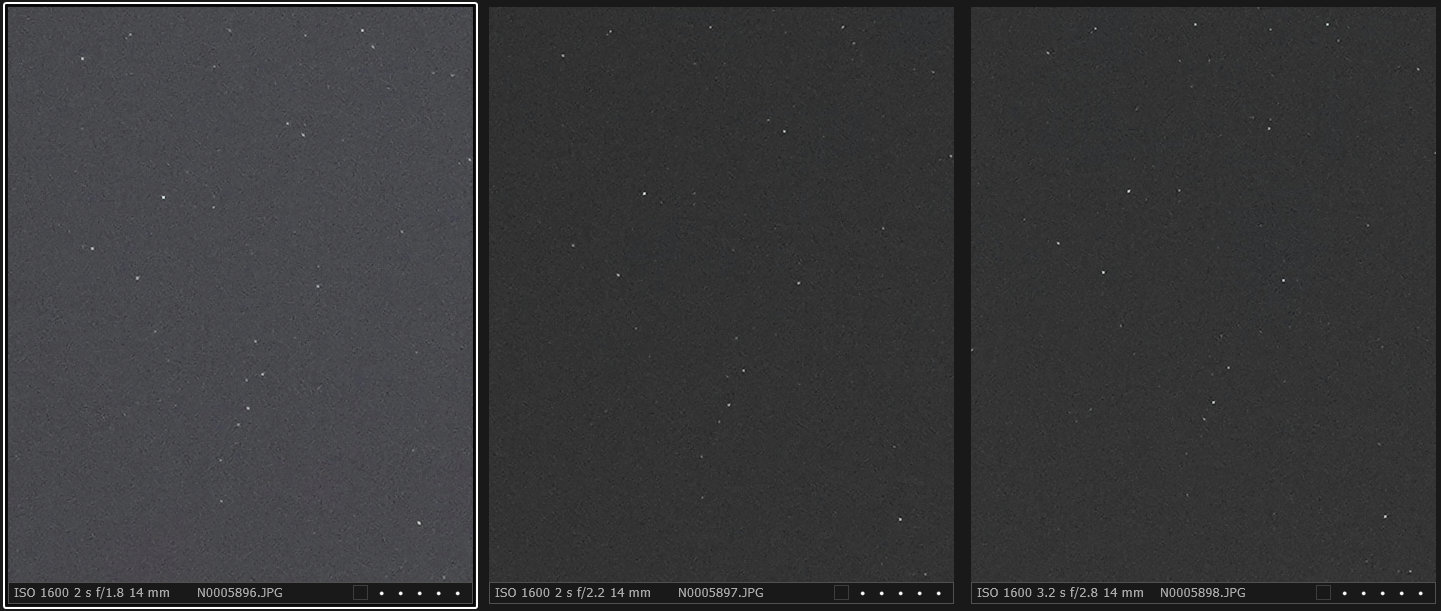 ISO 1600 2 s f/1.8 14 mm N0005896.JPG
ISO 1600 2 s f/2.2 14 mm N0005897.JPG
ISO 1600 3.2 s f/2.8 14 mm N0005898.JPG